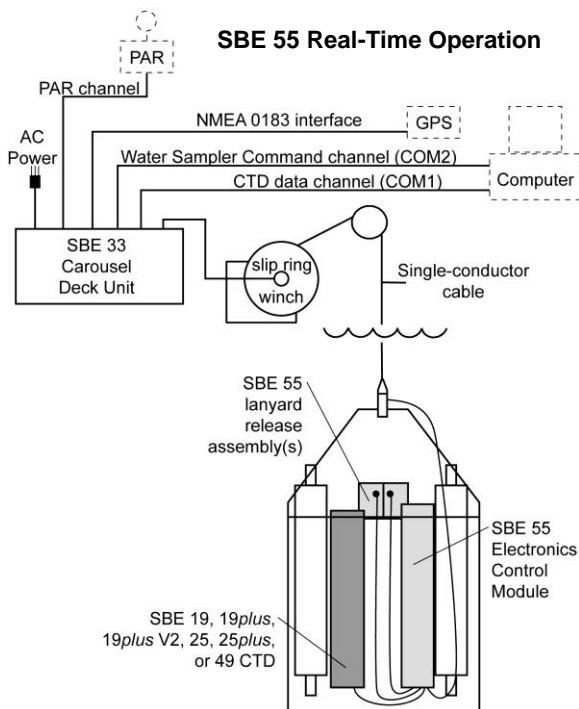 SBE 55 Real-Time Operation
PAR
PAR channel
NMEA 0183 interface
GPS
AC
Power
Water Sampler Command channel (COM2)
CTD data channel (COM1)
Computer
SBE 33
Carousel
Deck Unit
slip ring
winch
Single-conductor
cable
SBE 55
lanyard
release
assembly(s)
SBE 55
Electronics
Control
Module
SBE 19, 19plus,
19plus V2, 25, 25plus,
or 49 CTD